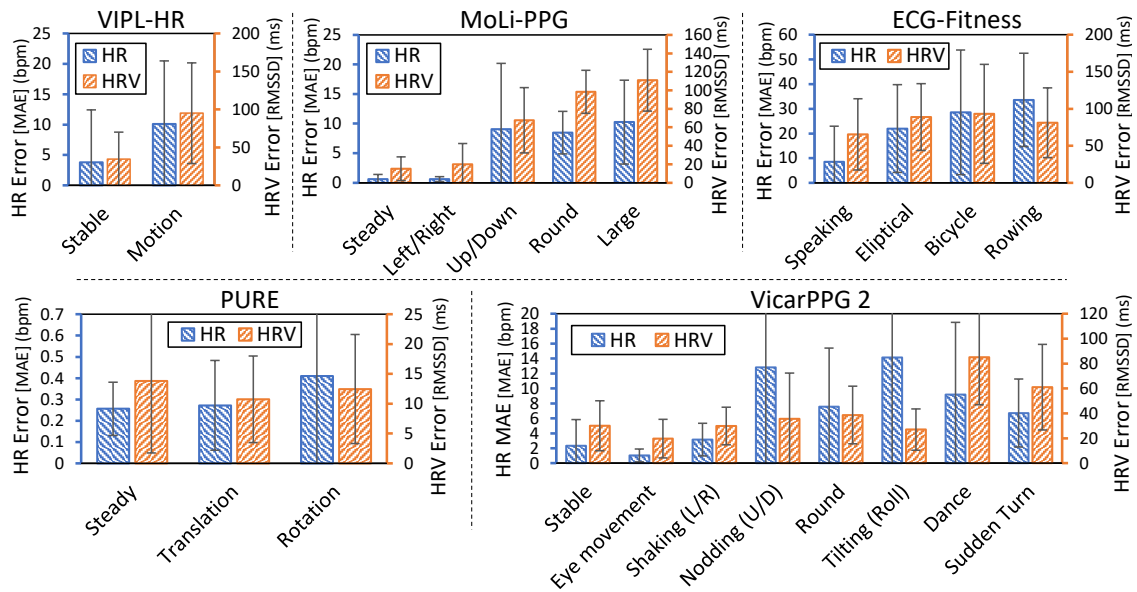 VIPL-HR
HR Error [MAE] (bpm)
25
20
15
10
5
0
HR
HRV
200
150
100
50
0
HRV Error [RMSSD] (ms)
Stable
Motion
MoLi-PPG
HR Error [MAE] (bpm)
25
20
15
10
5
0
HR
HRV
160
140
120
100
80
60
40
20
0
HRV Error [RMSSD] (ms)
Steady
Left/Right
Up/Down
Round
Large
ECG-Fitness
HR Error [MAE] (bpm)
60
50
40
30
20
10
0
HR
HRV
200
150
100
50
0
HRV Error [RMSSD] (ms)
Speaking
Eliptical
Bicycle
Rowing
PURE
HR Error [MAE] (bpm)
0.7
0.6
0.5
0.4
0.3
0.2
0.1
0
HR
HRV
25
20
15
10
5
0
HRV Error [RMSSD] (ms)
Steady
Translation
Rotation
VicarPPG 2
HR MAE [MAE] (bpm)
20
18
16
14
12
10
8
6
4
2
0
HR
HRV
120
100
80
60
40
20
0
HRV Error [RMSSD] (ms)
Stable
Eye movement
Shaking (L/R)
Nodding (U/D)
Round
Tilting (Roll)
Dance
Sudden Turn